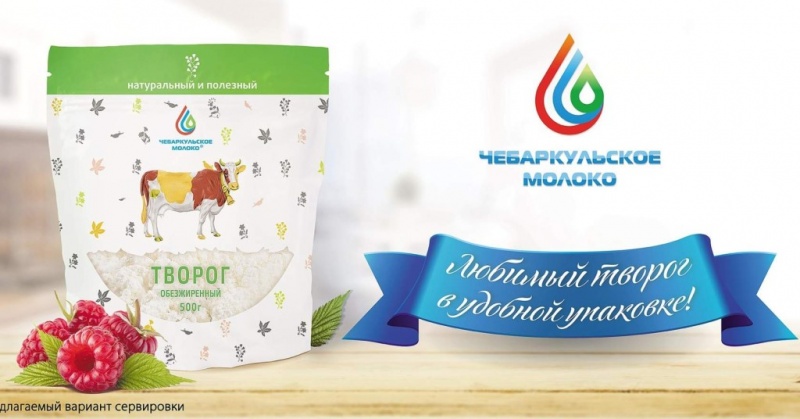 натуральный и полезный
ЧЕБАРКУЛЬСКОЕ
МОЛОКО®
ТВОРОГ
ОБЕЗЖИРЕННЫЙ
500г
ЧЕБАРКУЛЬСКОЕ
МОЛОКО
Любимый творог
в удобной упаковке!
длагаемый вариант сервировки